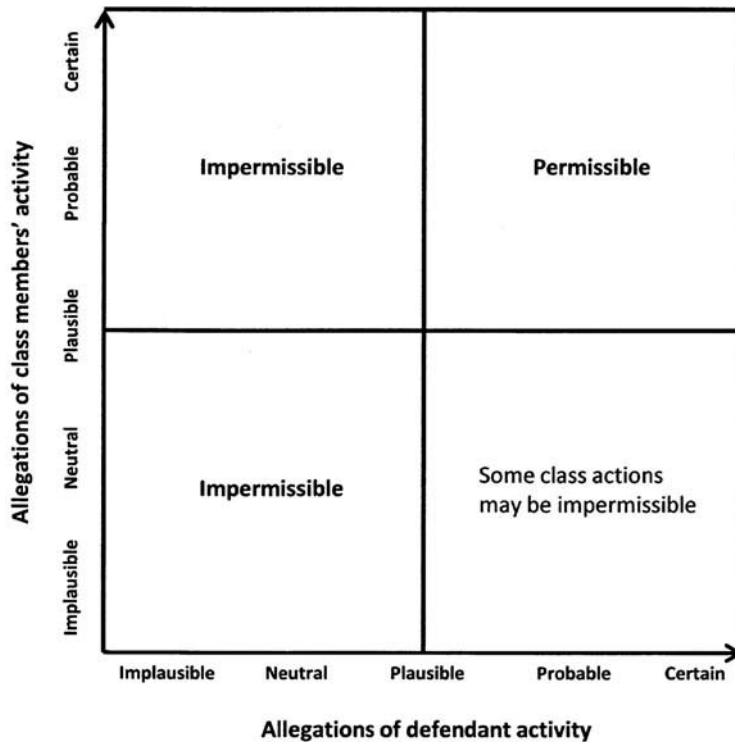 Allegations of class members' activity
Certain
Probable
Plausible
Neutral
Implausible
Impermissible
Permissible
Impermissible
Some class actions
may be impermissible
Implausible
Neutral
Plausible
Probable
Certain
Allegations of defendant activity